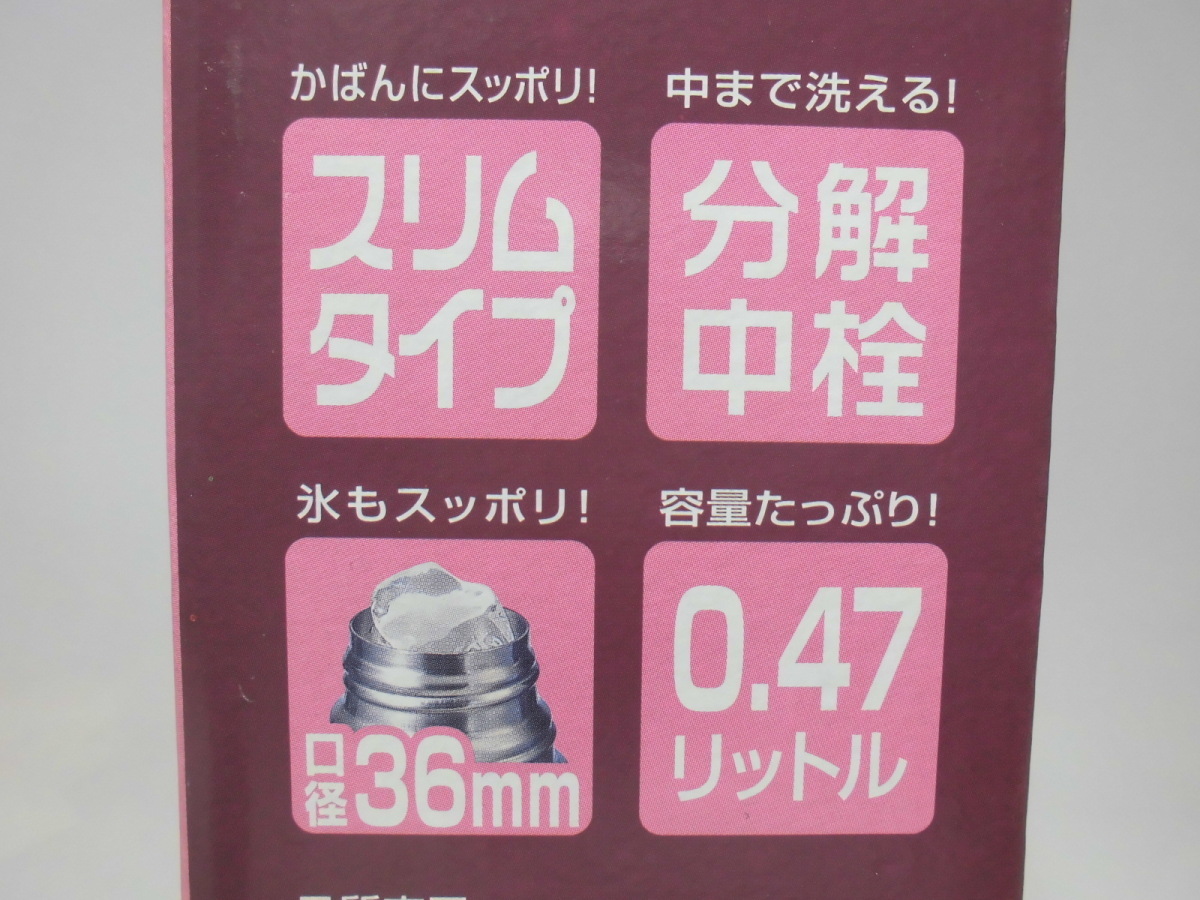 かばんにスッポリ!
スリム
タイプ
中まで洗える!
分解
中栓
氷もスッポリ!
口径36mm
容量たっぷり!
0.47
リットル